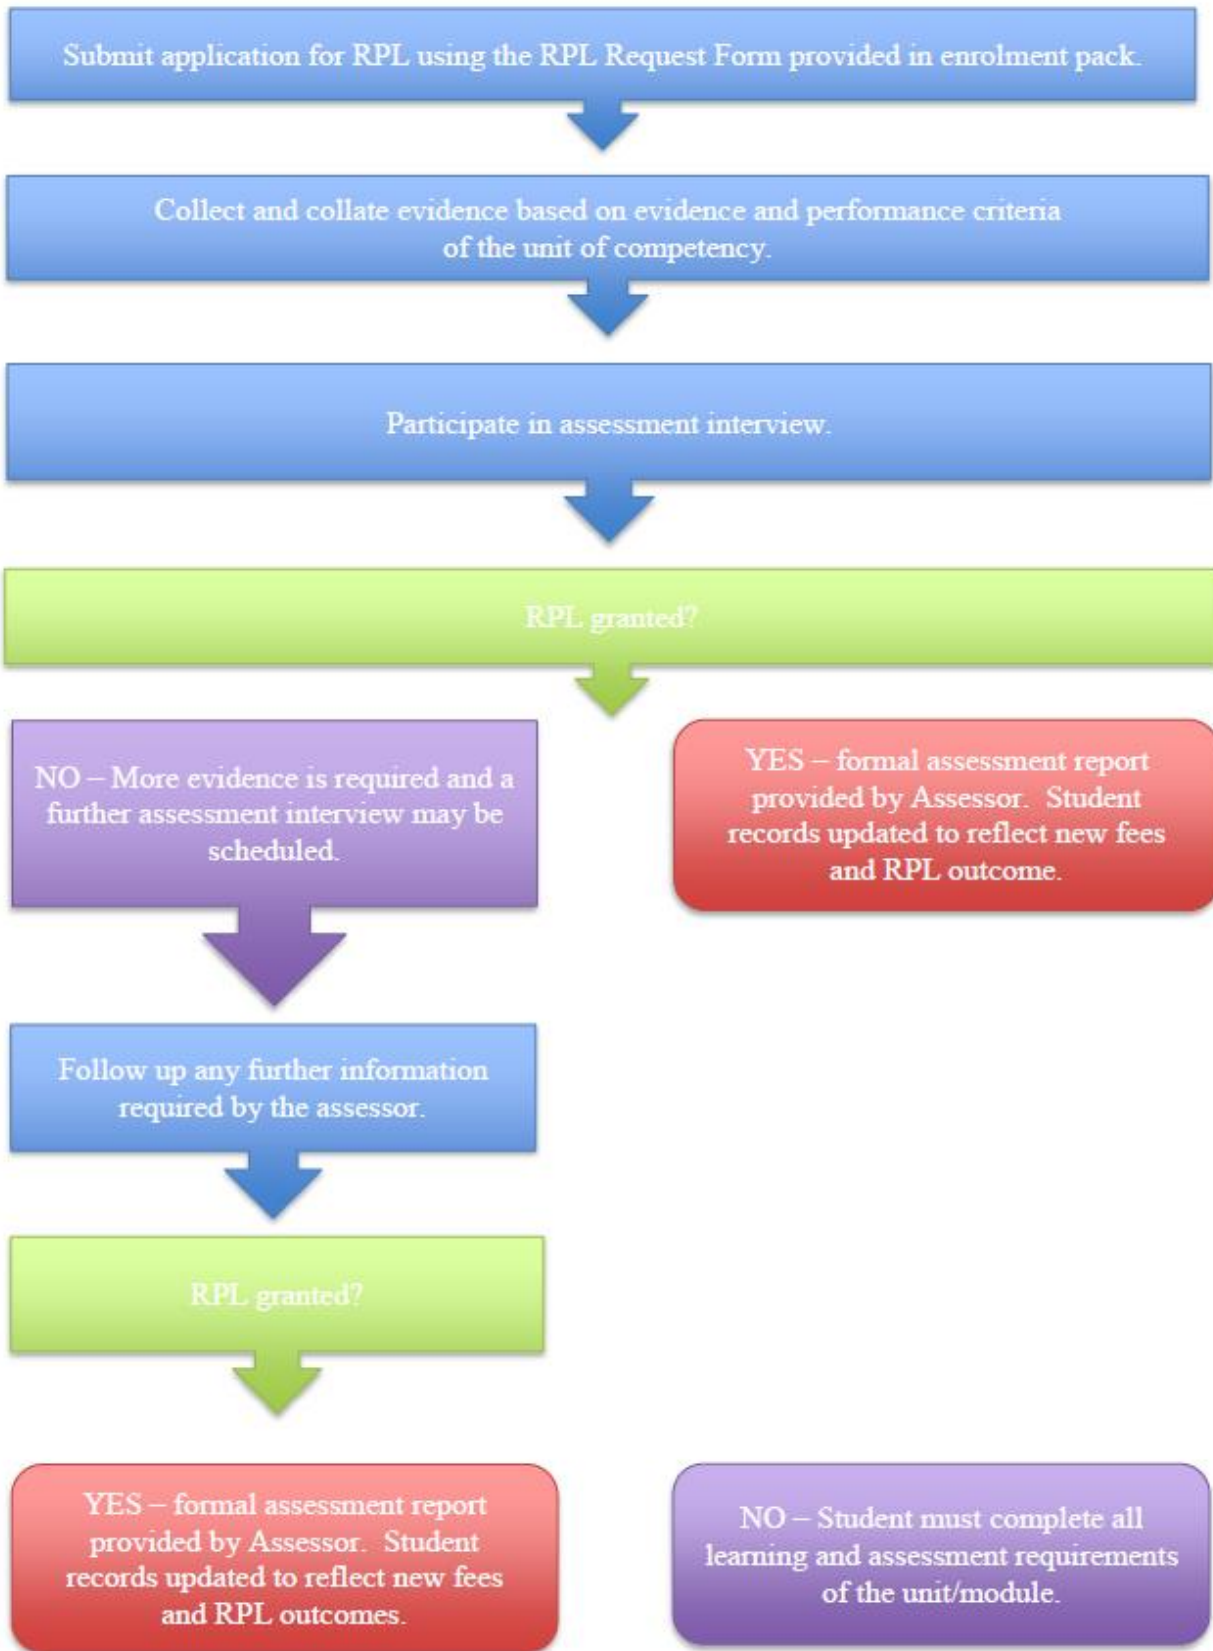 Submit application for RPL using the RPL Request Form provided in enrolment pack.
Collect and collate evidence based on evidence and performance criteria
of the unit of competency.
Participate in assessment interview.
RPL granted?
NO – More evidence is required and a
further assessment interview may be
scheduled.
YES – formal assessment report
provided by Assessor.  Student
records updated to reflect new fees
and RPL outcome.
Follow up any further information
required by the assessor.
RPL granted?
YES – formal assessment report
provided by Assessor.  Student
records updated to reflect new fees
and RPL outcomes.
NO – Student must complete all
learning and assessment requirements
of the unit/module.